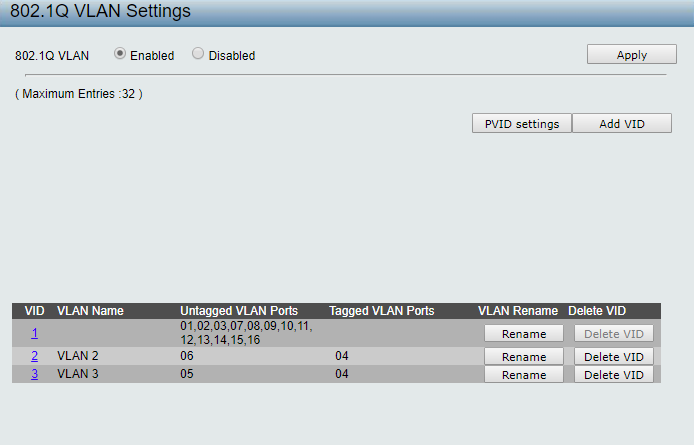 802.1Q VLAN Settings
802.1Q VLAN Enabled Disabled Apply
( Maximum Entries :32 )
PVID settings Add VID
VID VLAN Name Untagged VLAN Ports Tagged VLAN Ports VLAN Rename Delete VID
1 01,02,03,07,08,09,10,11, Rename Delete VID
12,13,14,15,16
2 VLAN 2 06 04 Rename Delete VID
3 VLAN 3 05 04 Rename Delete VID